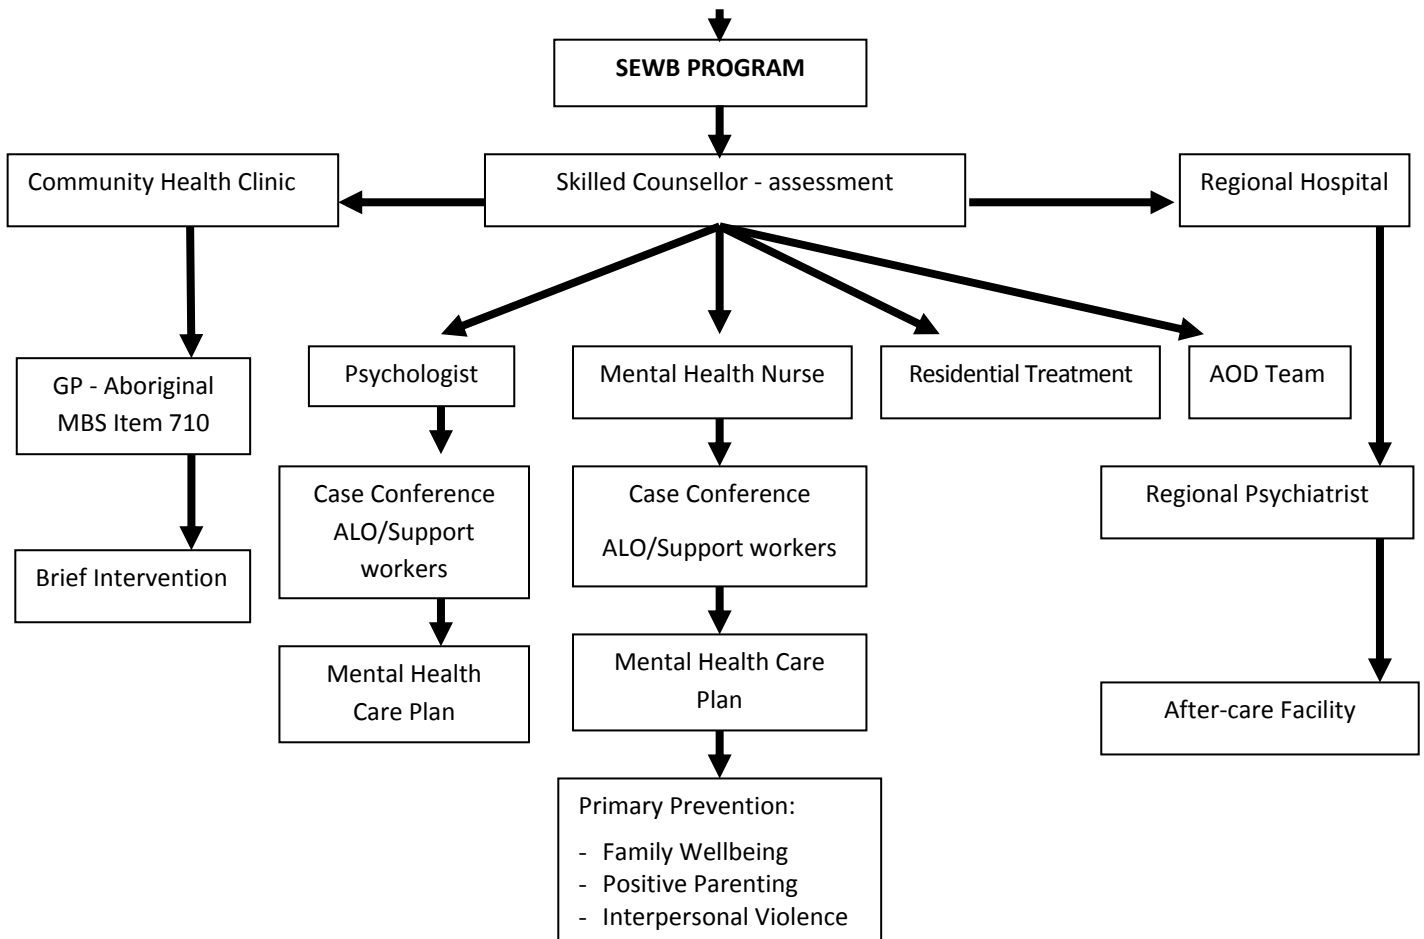 SEWB PROGRAM
Community Health Clinic
Skilled Counsellor - assessment
Regional Hospital
GP - Aboriginal
MBS Item 710
Psychologist
Mental Health Nurse
Residential Treatment
AOD Team
Brief Intervention
Case Conference
ALO/Support
workers
Case Conference
ALO/Support workers
Regional Psychiatrist
Mental Health
Care Plan
Mental Health Care
Plan
After-care Facility
Primary Prevention:
- Family Wellbeing
- Positive Parenting
- Interpersonal Violence